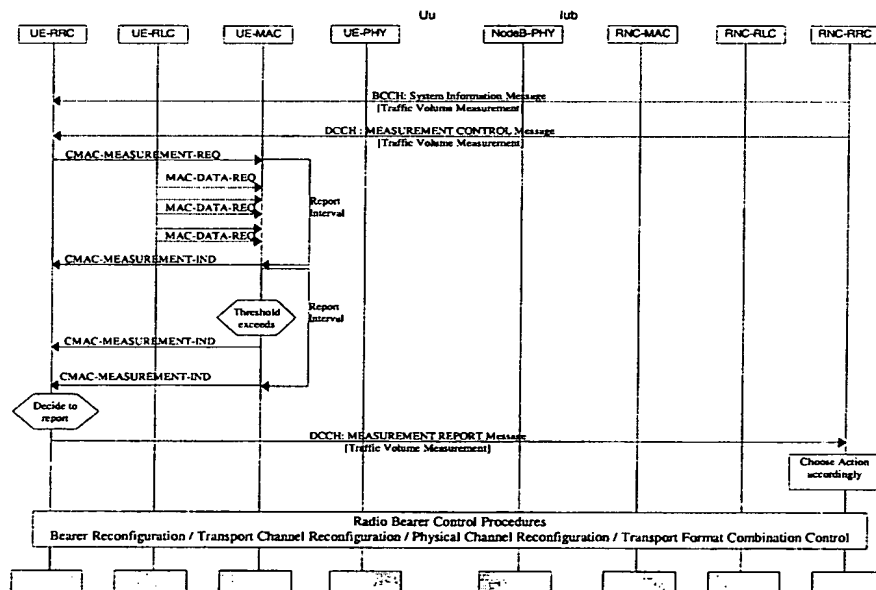 Uu Iub
UE-RRC UE-RLC UE-MAC UE-PHY NodeB-PHY RNC-MAC RNC-RLC RNC-RRC
BCCH: System Information Message
[Traffic Volume Measurement]
DCCH : MEASUREMENT CONTROL Message
[Traffic Volume Measurement]
CMAC-MEASUREMENT-REQ
MAC-DATA-REQ
Report
Interval
MAC-DATA-REQ
MAC-DATA-REQ
CMAC-MEASUREMENT-IND
Threshold
exceeds
Report
Interval
CMAC-MEASUREMENT-IND
CMAC-MEASUREMENT-IND
Decide to
report
DCCH: MEASUREMENT REPORT Message
[Traffic Volume Measurement]
Choose Action
accordingly
Radio Bearer Control Procedures
Bearer Reconfiguration / Transport Channel Reconfiguration / Physical Channel Reconfiguration / Transport Format Combination Control